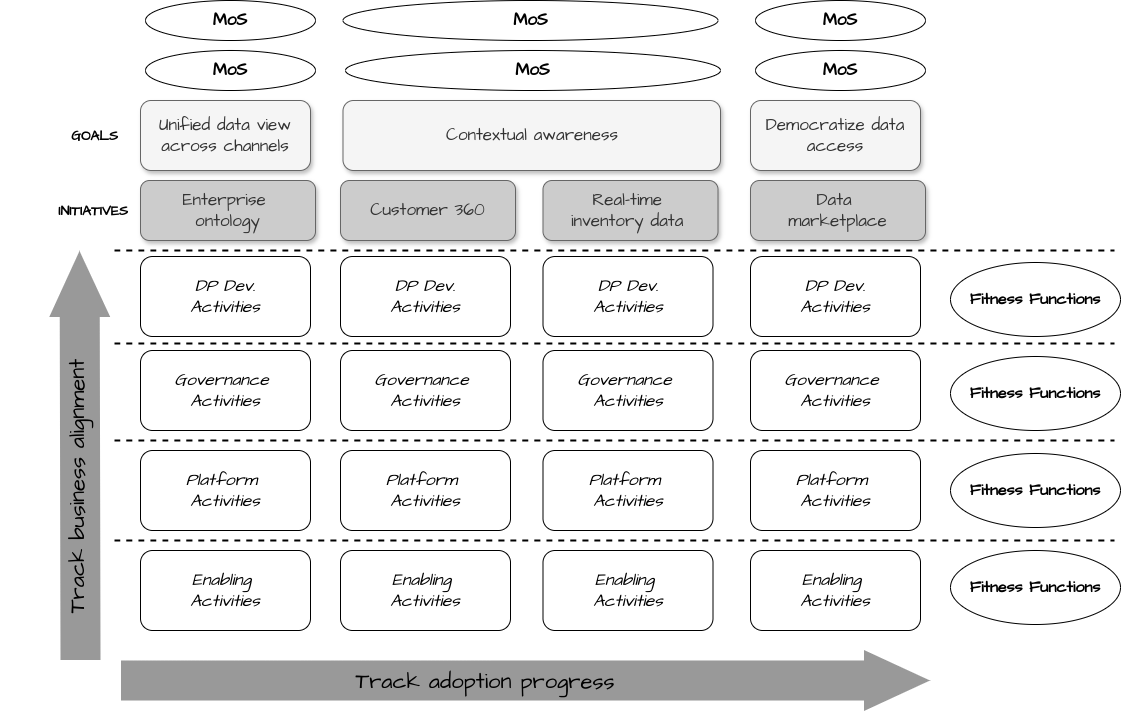 MoS MoS MoS
MoS MoS MoS
GOALS
Unified data view
across channels
Contextual awareness
Democratize data
access
INITIATIVES
Enterprise
ontology
Customer 360
Real-time
inventory data
Data
marketplace
DP Dev.
Activities
DP Dev.
Activities
DP Dev.
Activities
DP Dev.
Activities
Fitness Functions
Governance
Activities
Governance
Activities
Governance
Activities
Governance
Activities
Fitness Functions
Platform
Activities
Platform
Activities
Platform
Activities
Platform
Activities
Fitness Functions
Enabling
Activities
Enabling
Activities
Enabling
Activities
Enabling
Activities
Fitness Functions
Track business alignment
Track adoption progress